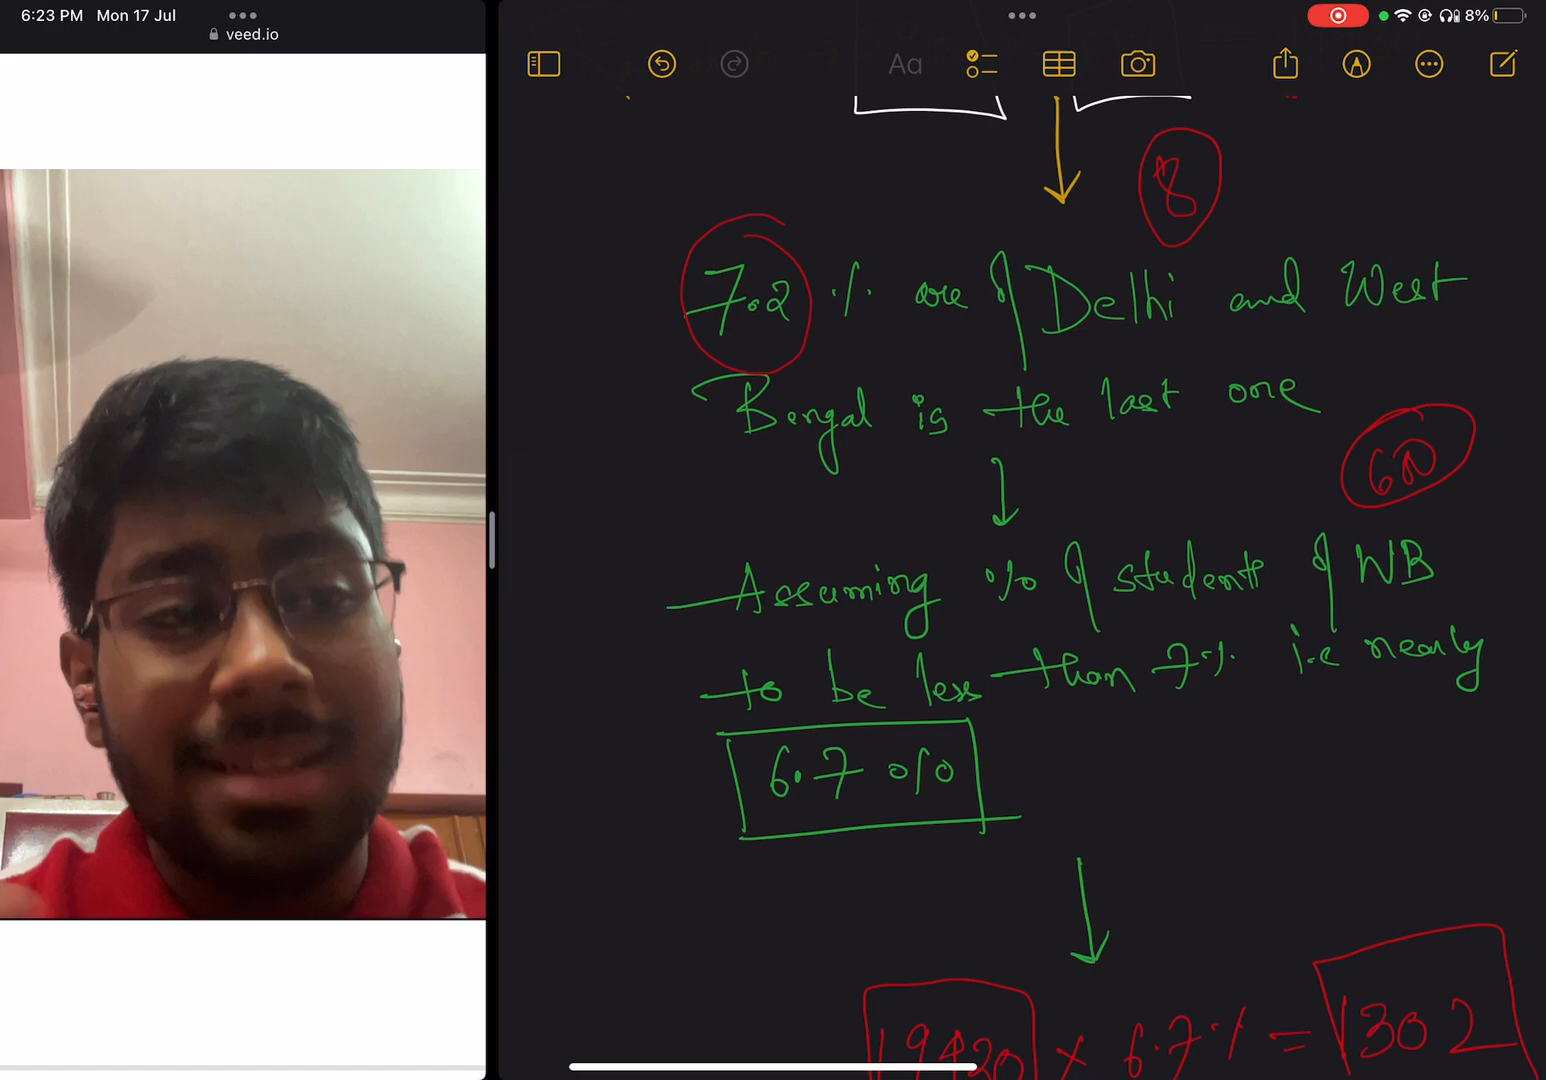 6:23 PM Mon 17 Jul
veed.io
8%
Aa
8
7.2 % are of Delhi and West
Bengal is the last one
600
Assuming % of students of WB
to be less than 7% i.e nearly
6.7 %
19420 × 6.7% = 1302